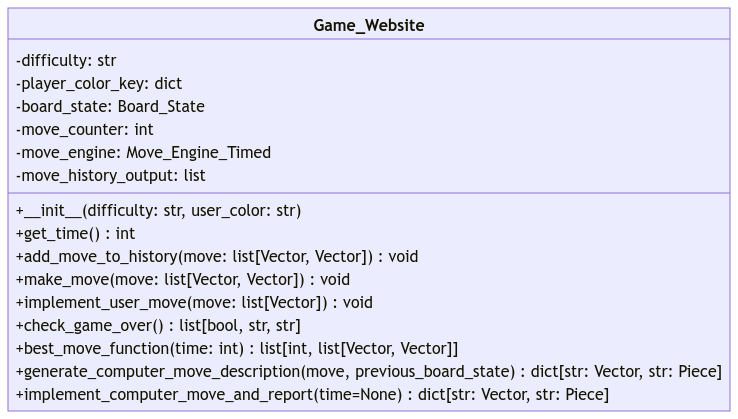 Game_Website
-difficulty: str
-player_color_key: dict
-board_state: Board_State
-move_counter: int
-move_engine: Move_Engine_Timed
-move_history_output: list
+__init__(difficulty: str, user_color: str)
+get_time() : int
+add_move_to_history(move: list[Vector, Vector]) : void
+make_move(move: list[Vector, Vector]) : void
+implement_user_move(move: list[Vector]) : void
+check_game_over() : list[bool, str, str]
+best_move_function(time: int) : list[int, list[Vector, Vector]]
+generate_computer_move_description(move, previous_board_state) : dict[str: Vector, str: Piece]
+implement_computer_move_and_report(time=None) : dict[str: Vector, str: Piece]